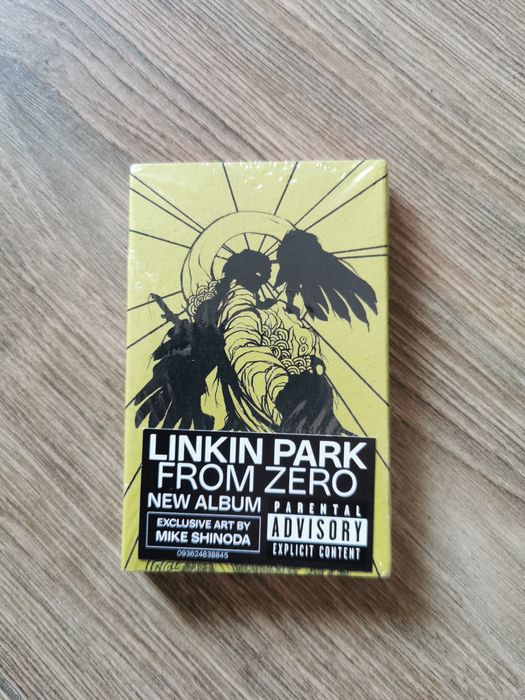 LINKIN PARK
FROM ZERO
NEW ALBUM
EXCLUSIVE ART BY
MIKE SHINODA
093624838845
PARENTAL
ADVISORY
EXPLICIT CONTENT